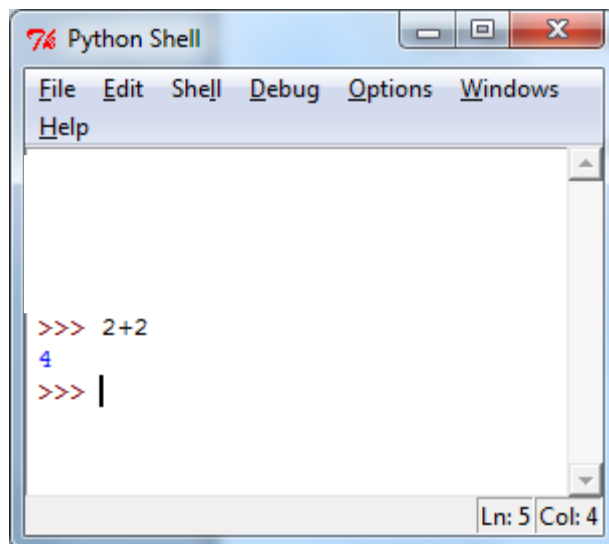 Python Shell
File Edit Shell Debug Options Windows
Help
>>> 2+2
4
>>>
Ln: 5 Col: 4